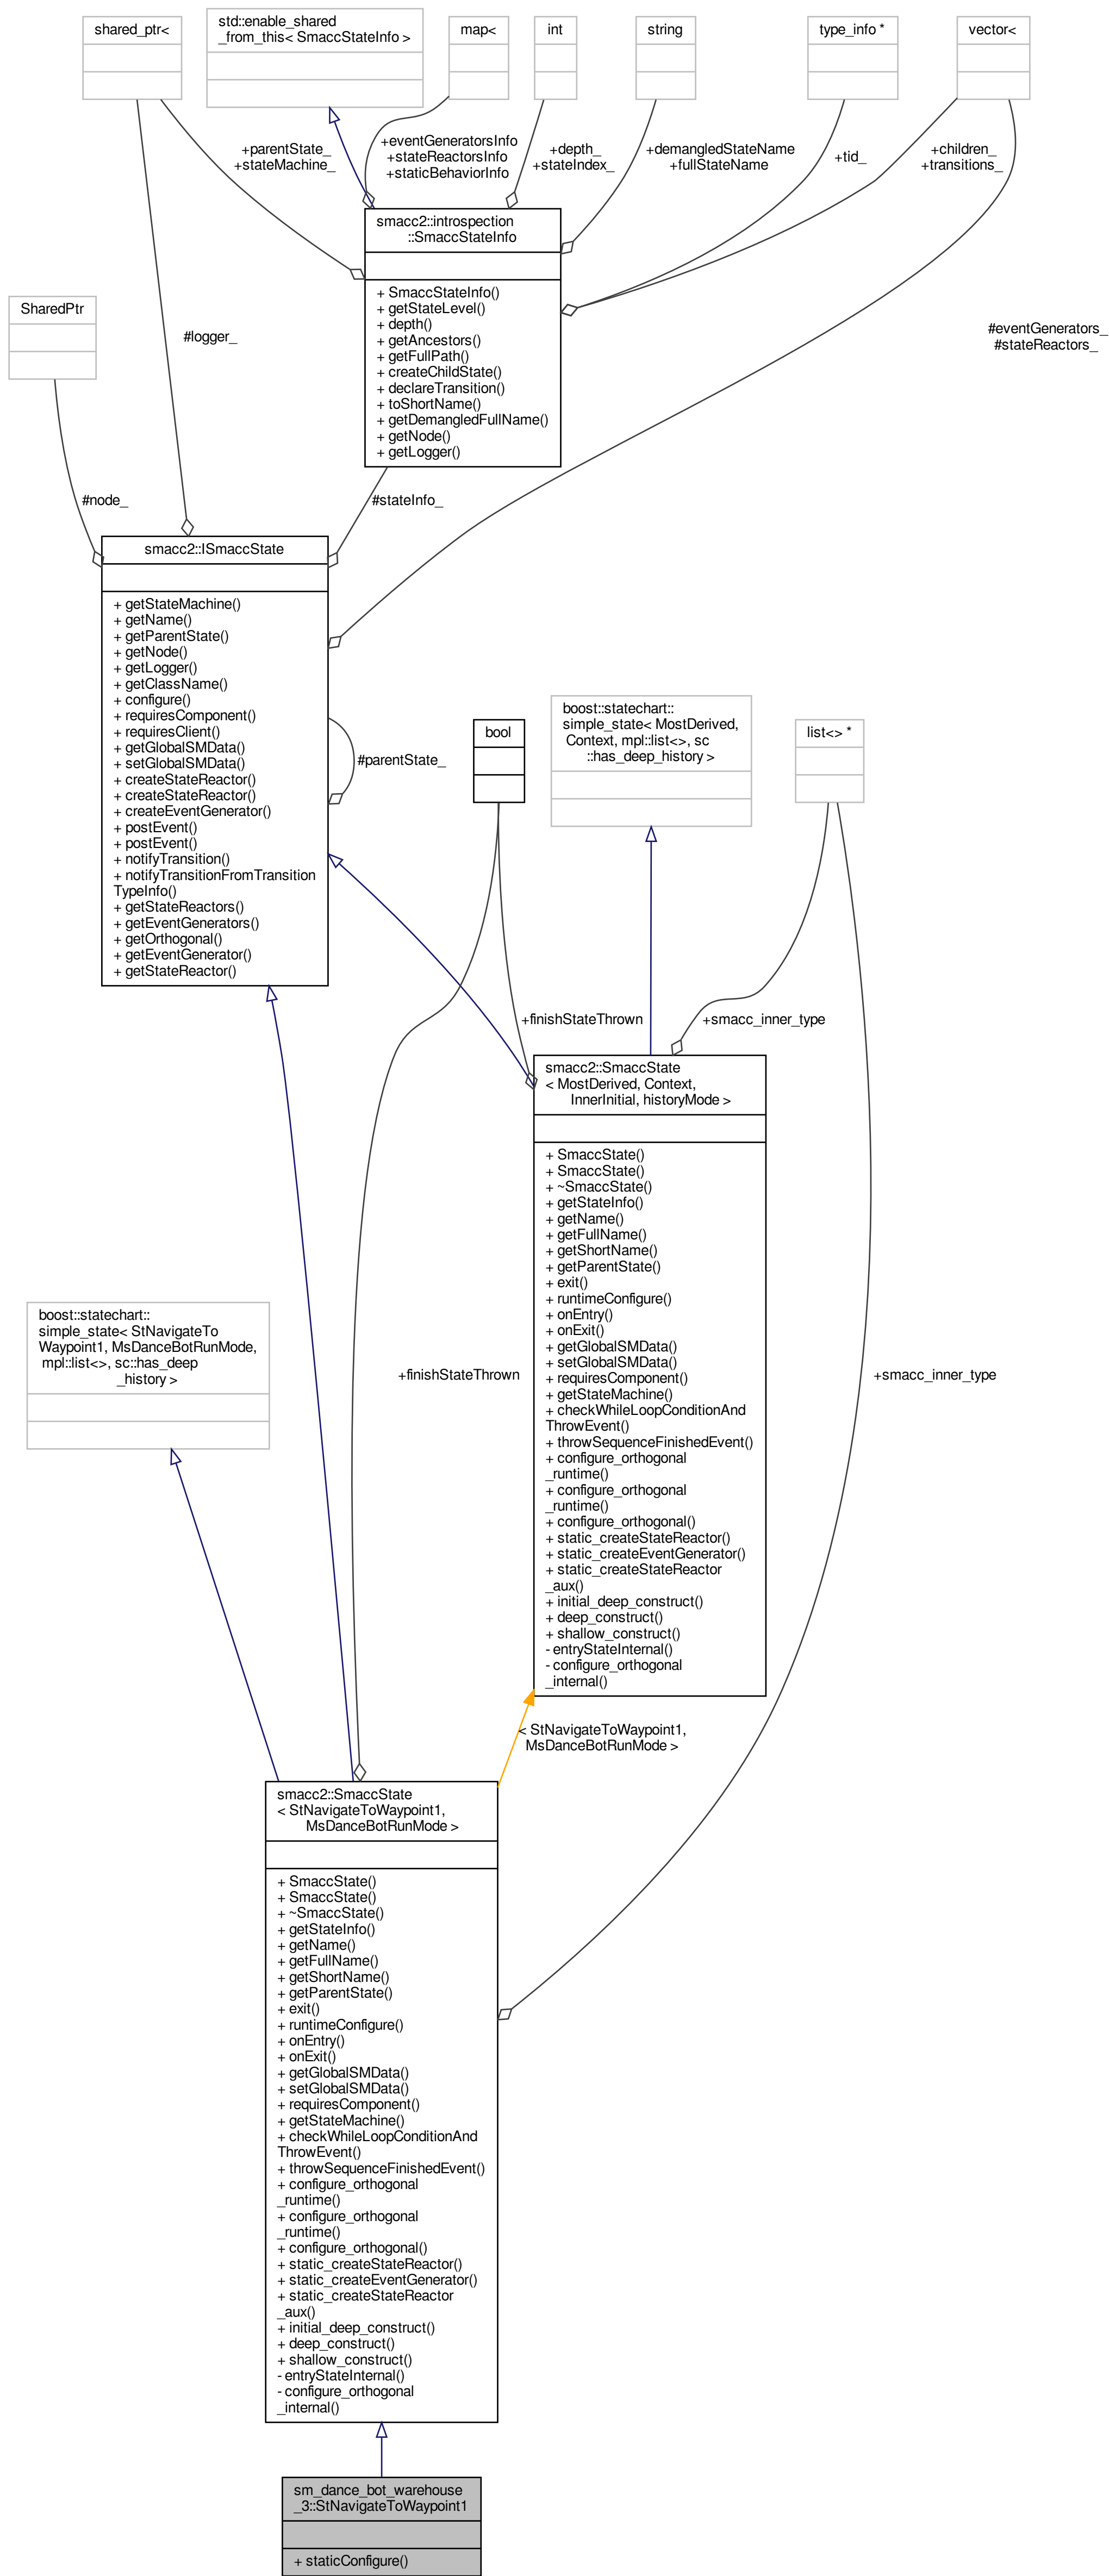 shared_ptr<
std::enable_shared
_from_this< SmaccStateInfo >
map<
int
string
type_info *
vector<
+parentState_
+stateMachine_
+eventGeneratorsInfo
+stateReactorsInfo
+staticBehaviorInfo
+depth_
+stateIndex_
+demangledStateName
+fullStateName
+tid_
+children_
+transitions_
smacc2::introspection
::SmaccStateInfo
+ SmaccStateInfo()
+ getStateLevel()
+ depth()
+ getAncestors()
+ getFullPath()
+ createChildState()
+ declareTransition()
+ toShortName()
+ getDemangledFullName()
+ getNode()
+ getLogger()
SharedPtr
#logger_
#eventGenerators_
#stateReactors_
#node_
#stateInfo_
smacc2::ISmaccState
+ getStateMachine()
+ getName()
+ getParentState()
+ getNode()
+ getLogger()
+ getClassName()
+ configure()
+ requiresComponent()
+ requiresClient()
+ getGlobalSMData()
+ setGlobalSMData()
+ createStateReactor()
+ createStateReactor()
+ createEventGenerator()
+ postEvent()
+ postEvent()
+ notifyTransition()
+ notifyTransitionFromTransition
TypeInfo()
+ getStateReactors()
+ getEventGenerators()
+ getOrthogonal()
+ getEventGenerator()
+ getStateReactor()
#parentState_
bool
boost::statechart::
simple_state< MostDerived,
Context, mpl::list<>, sc
::has_deep_history >
list<> *
+finishStateThrown
+smacc_inner_type
smacc2::SmaccState
< MostDerived, Context,
InnerInitial, historyMode >
+ SmaccState()
+ SmaccState()
+ ~SmaccState()
+ getStateInfo()
+ getName()
+ getFullName()
+ getShortName()
+ getParentState()
+ exit()
+ runtimeConfigure()
+ onEntry()
+ onExit()
+ getGlobalSMData()
+ setGlobalSMData()
+ requiresComponent()
+ getStateMachine()
+ checkWhileLoopConditionAnd
ThrowEvent()
+ throwSequenceFinishedEvent()
+ configure_orthogonal
_runtime()
+ configure_orthogonal
_runtime()
+ configure_orthogonal()
+ static_createStateReactor()
+ static_createEventGenerator()
+ static_createStateReactor
_aux()
+ initial_deep_construct()
+ deep_construct()
+ shallow_construct()
- entryStateInternal()
- configure_orthogonal
_internal()
boost::statechart::
simple_state< StNavigateTo
Waypoint1, MsDanceBotRunMode,
mpl::list<>, sc::has_deep
_history >
+finishStateThrown
+smacc_inner_type
< StNavigateToWaypoint1,
MsDanceBotRunMode >
smacc2::SmaccState
< StNavigateToWaypoint1,
MsDanceBotRunMode >
+ SmaccState()
+ SmaccState()
+ ~SmaccState()
+ getStateInfo()
+ getName()
+ getFullName()
+ getShortName()
+ getParentState()
+ exit()
+ runtimeConfigure()
+ onEntry()
+ onExit()
+ getGlobalSMData()
+ setGlobalSMData()
+ requiresComponent()
+ getStateMachine()
+ checkWhileLoopConditionAnd
ThrowEvent()
+ throwSequenceFinishedEvent()
+ configure_orthogonal
_runtime()
+ configure_orthogonal
_runtime()
+ configure_orthogonal()
+ static_createStateReactor()
+ static_createEventGenerator()
+ static_createStateReactor
_aux()
+ initial_deep_construct()
+ deep_construct()
+ shallow_construct()
- entryStateInternal()
- configure_orthogonal
_internal()
sm_dance_bot_warehouse
_3::StNavigateToWaypoint1
+ staticConfigure()